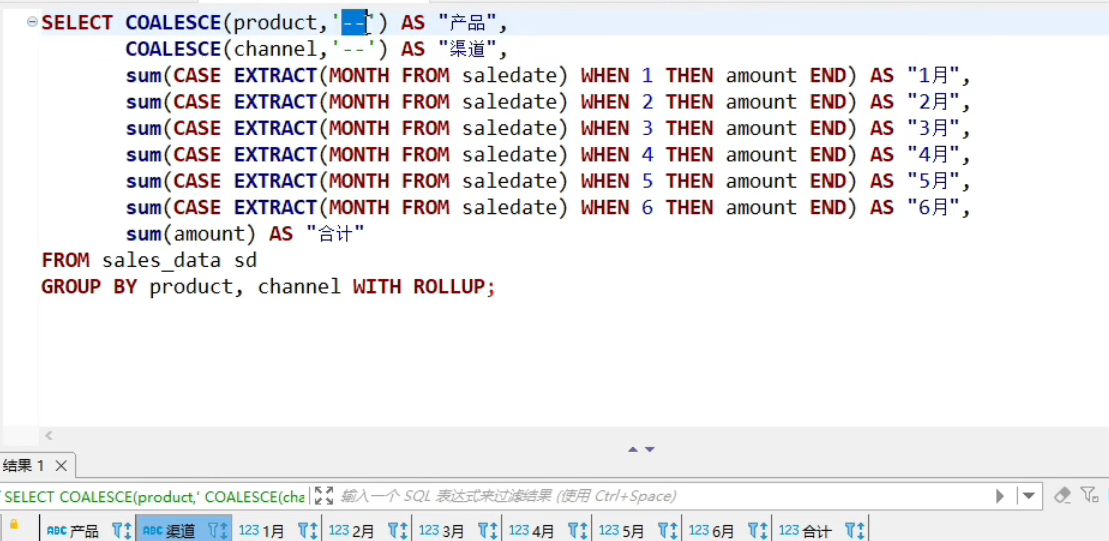 SELECT COALESCE(product,'--') AS "产品",
COALESCE(channel,'--') AS "渠道",
sum(CASE EXTRACT(MONTH FROM saledate) WHEN 1 THEN amount END) AS "1月",
sum(CASE EXTRACT(MONTH FROM saledate) WHEN 2 THEN amount END) AS "2月",
sum(CASE EXTRACT(MONTH FROM saledate) WHEN 3 THEN amount END) AS "3月",
sum(CASE EXTRACT(MONTH FROM saledate) WHEN 4 THEN amount END) AS "4月",
sum(CASE EXTRACT(MONTH FROM saledate) WHEN 5 THEN amount END) AS "5月",
sum(CASE EXTRACT(MONTH FROM saledate) WHEN 6 THEN amount END) AS "6月",
sum(amount) AS "合计"
FROM sales_data sd
GROUP BY product, channel WITH ROLLUP;
结果 1
SELECT COALESCE(product,' COALESCE(cha 输入一个 SQL 表达式来过滤结果 (使用 Ctrl+Space)
ABC 产品 ABC 渠道 123 1月 123 2月 123 3月 123 4月 123 5月 123 6月 123 合计